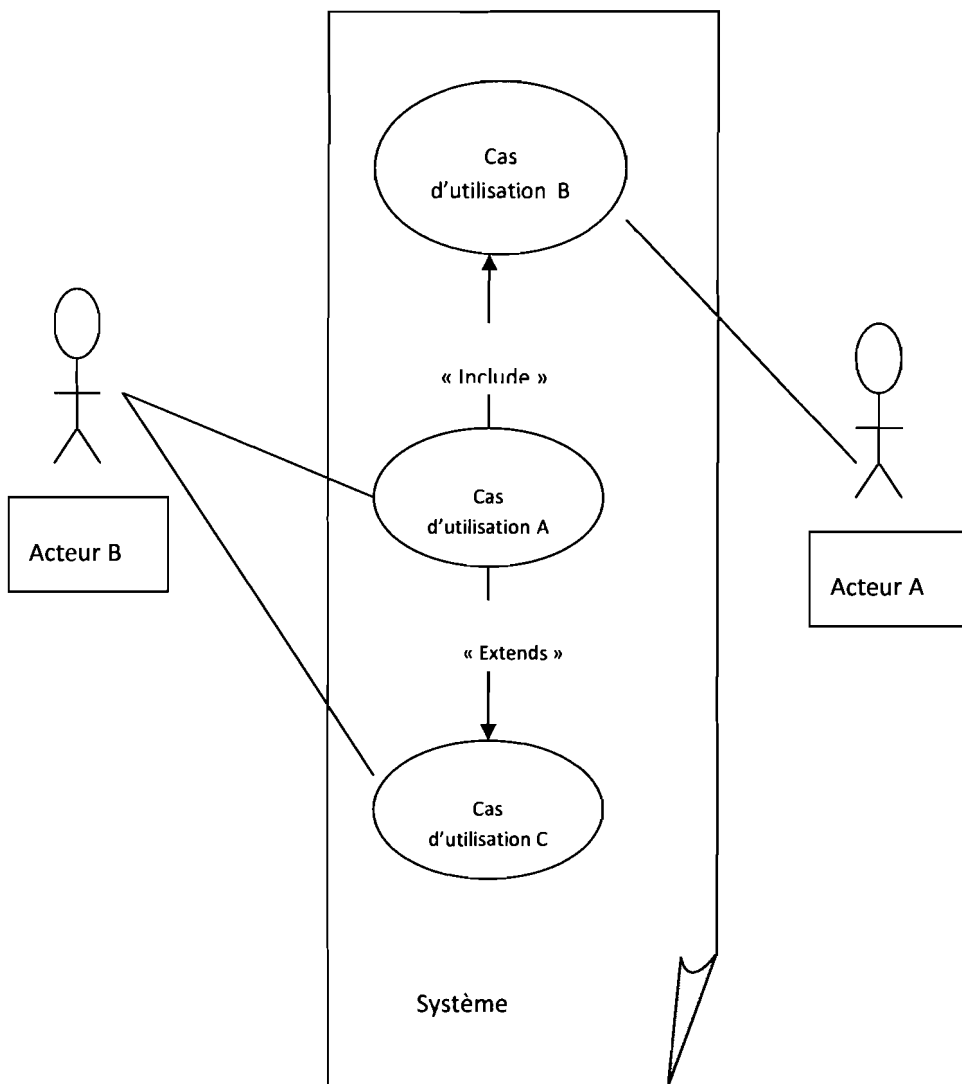 Cas
d’utilisation B
« Include »
Cas
d’utilisation A
Acteur B
Acteur A
« Extends »
Cas
d’utilisation C
Système